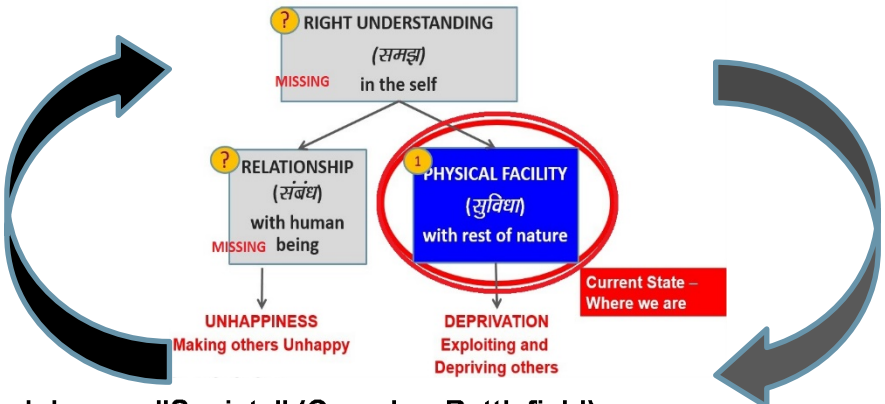 ?
RIGHT UNDERSTANDING
(समझ)
MISSING
in the self
?
RELATIONSHIP
(संबंध)
with human
MISSING being
1
PHYSICAL FACILITY
(सुविधा)
with rest of nature
Current State –
Where we are
UNHAPPINESS
Making others Unhappy
DEPRIVATION
Exploiting and
Depriving others